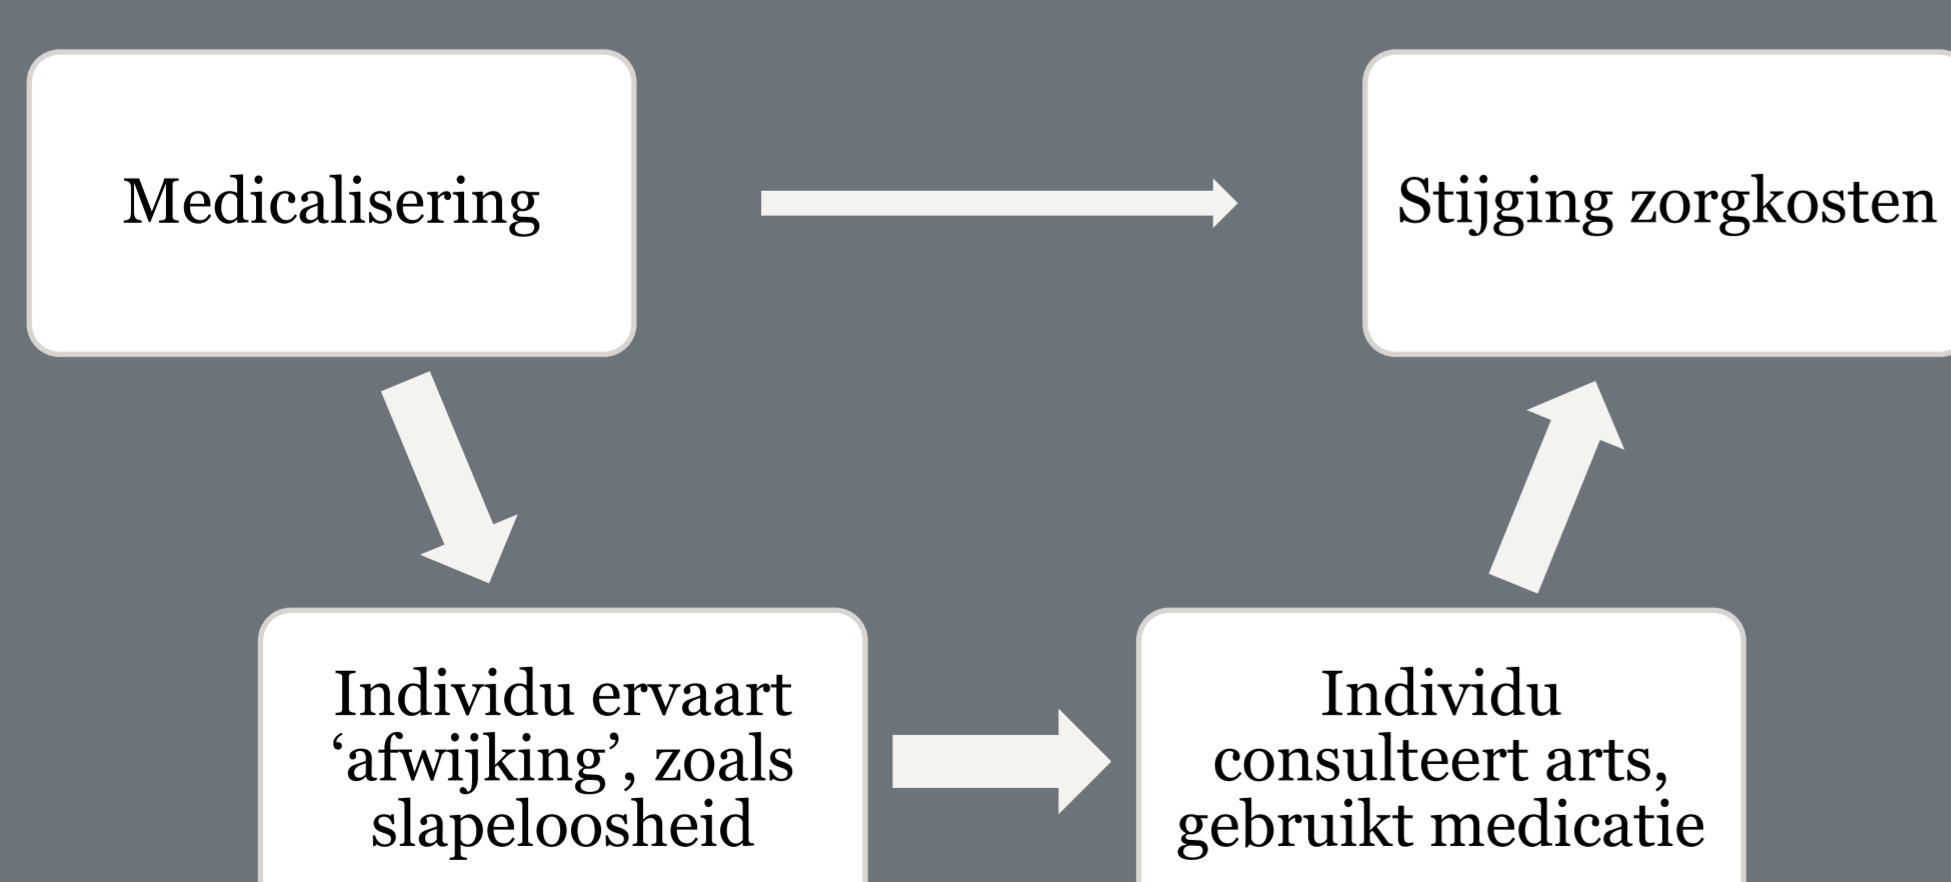 Medicalisering
Stijging zorgkosten
Individu ervaart
‘afwijking’, zoals
slapeloosheid
Individu
consulteert arts,
gebruikt medicatie